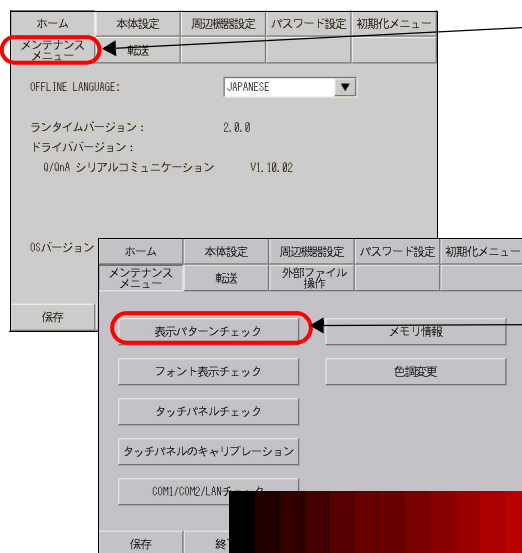 ホーム 本体設定 周辺機器設定 パスワード設定 初期化メニュー
メンテナンス
メニュー
転送
OFFLINE LANGUAGE: JAPANESE
ランタイムバージョン: 2.0.0
ドライババージョン:
Q/QnA シリアルコミュニケーション V1.10.02
OSバージョン
保存
ホーム 本体設定 周辺機器設定 パスワード設定 初期化メニュー
メンテナンス
メニュー
転送
外部ファイル
操作
表示パターンチェック メモリ情報
フォント表示チェック 色調変更
タッチパネルチェック
タッチパネルのキャリブレーション
COM1/COM2/LANチェック
保存 終